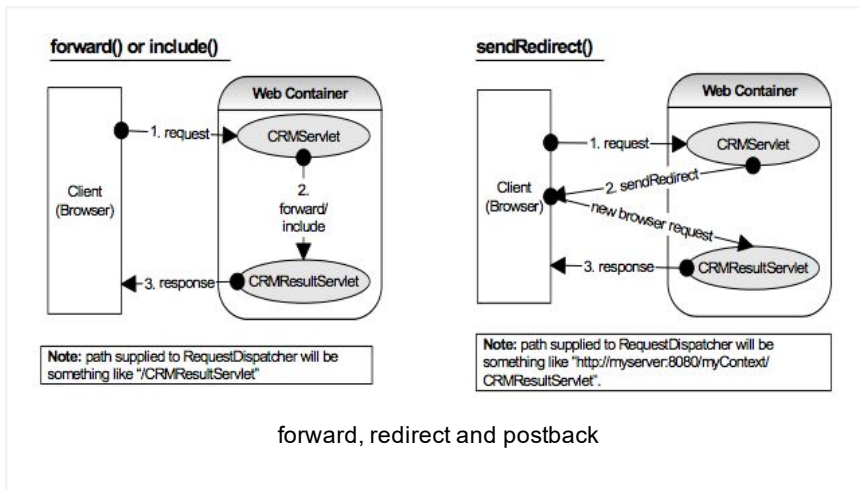 forward() or include()
Web Container
1. request
CRMServlet
Client
(Browser)
2.
forward/
include
3. response
CRMResultServlet
Note: path supplied to RequestDispatcher will be
something like "/CRMResultServlet"
sendRedirect()
Web Container
1. request
CRMServlet
2. sendRedirect
Client
(Browser)
new browser request
3. response
CRMResultServlet
Note: path supplied to RequestDispatcher will be
something like "http://myserver:8080/myContext/
CRMResultServlet".
forward, redirect and postback